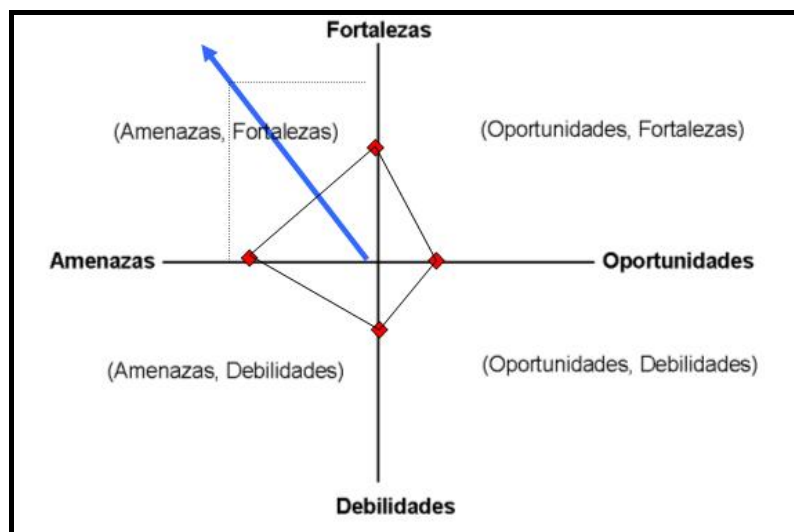 Fortalezas
(Amenazas, Fortalezas)
(Oportunidades, Fortalezas)
Amenazas
Oportunidades
(Amenazas, Debilidades)
(Oportunidades, Debilidades)
Debilidades